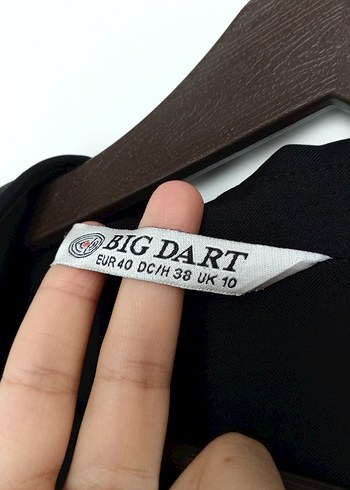 BIG DART
EUR 40 DC/H 38 UK 10